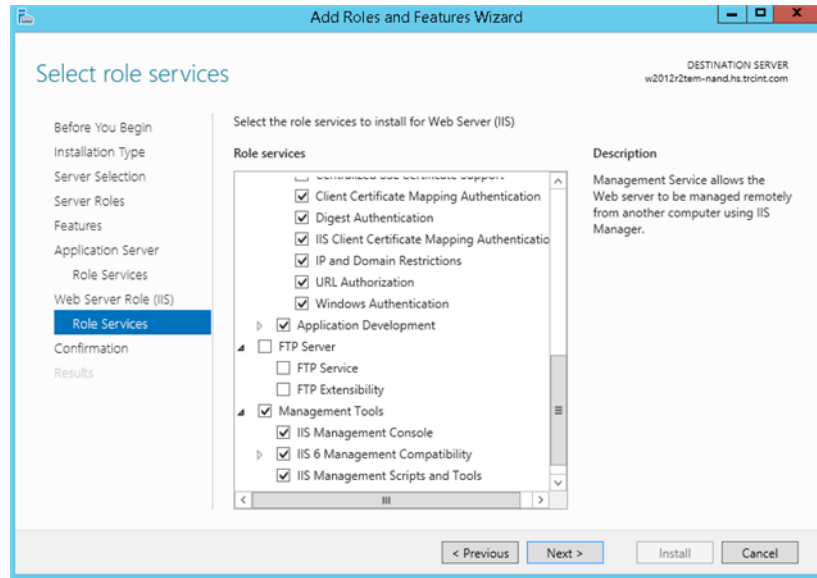 Add Roles and Features Wizard
Select role services
DESTINATION SERVER
w2012r2tem-nand.hs.trcint.com
Before You Begin
Installation Type
Server Selection
Server Roles
Features
Application Server
Role Services
Web Server Role (IIS)
Role Services
Confirmation
Results
Select the role services to install for Web Server (IIS)
Role services
Centralized SSL Certificate Support
Client Certificate Mapping Authentication
Digest Authentication
IIS Client Certificate Mapping Authenticatio
IP and Domain Restrictions
URL Authorization
Windows Authentication
Application Development
FTP Server
FTP Service
FTP Extensibility
Management Tools
IIS Management Console
IIS 6 Management Compatibility
IIS Management Scripts and Tools
Description
Management Service allows the
Web server to be managed remotely
from another computer using IIS
Manager.
< Previous
Next >
Install
Cancel